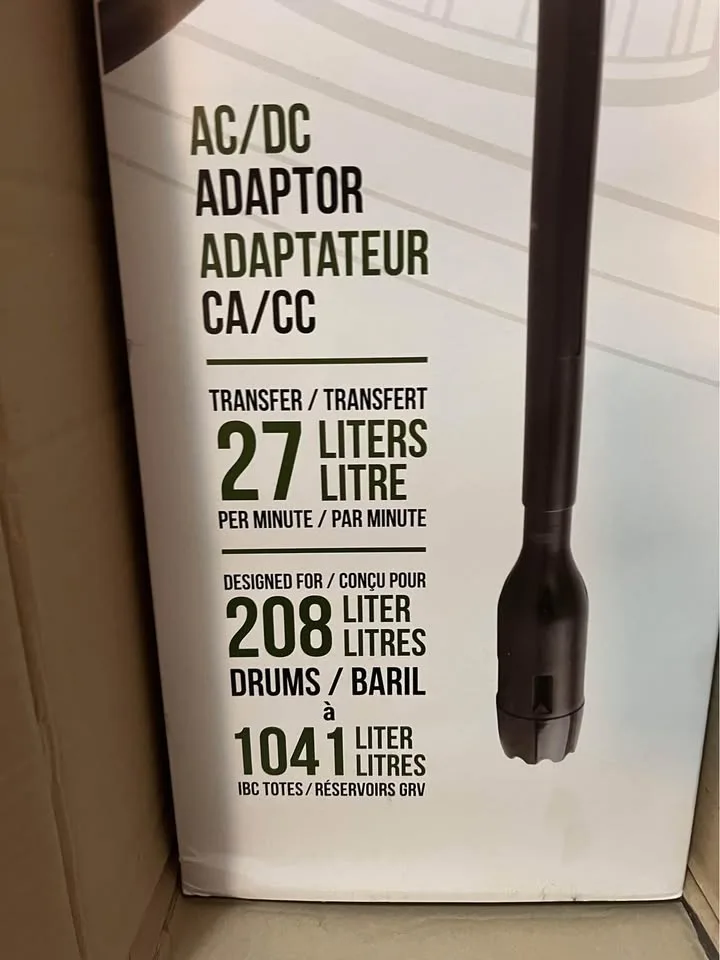 AC/DC
ADAPTOR
ADAPTATEUR
CA/CC
TRANSFER / TRANSFERT
27 LITERS
LITRE
PER MINUTE / PAR MINUTE
DESIGNED FOR / CONÇU POUR
208 LITER
LITRES
DRUMS / BARIL
à
1041 LITER
LITRES
IBC TOTES / RÉSERVOIRS GRV